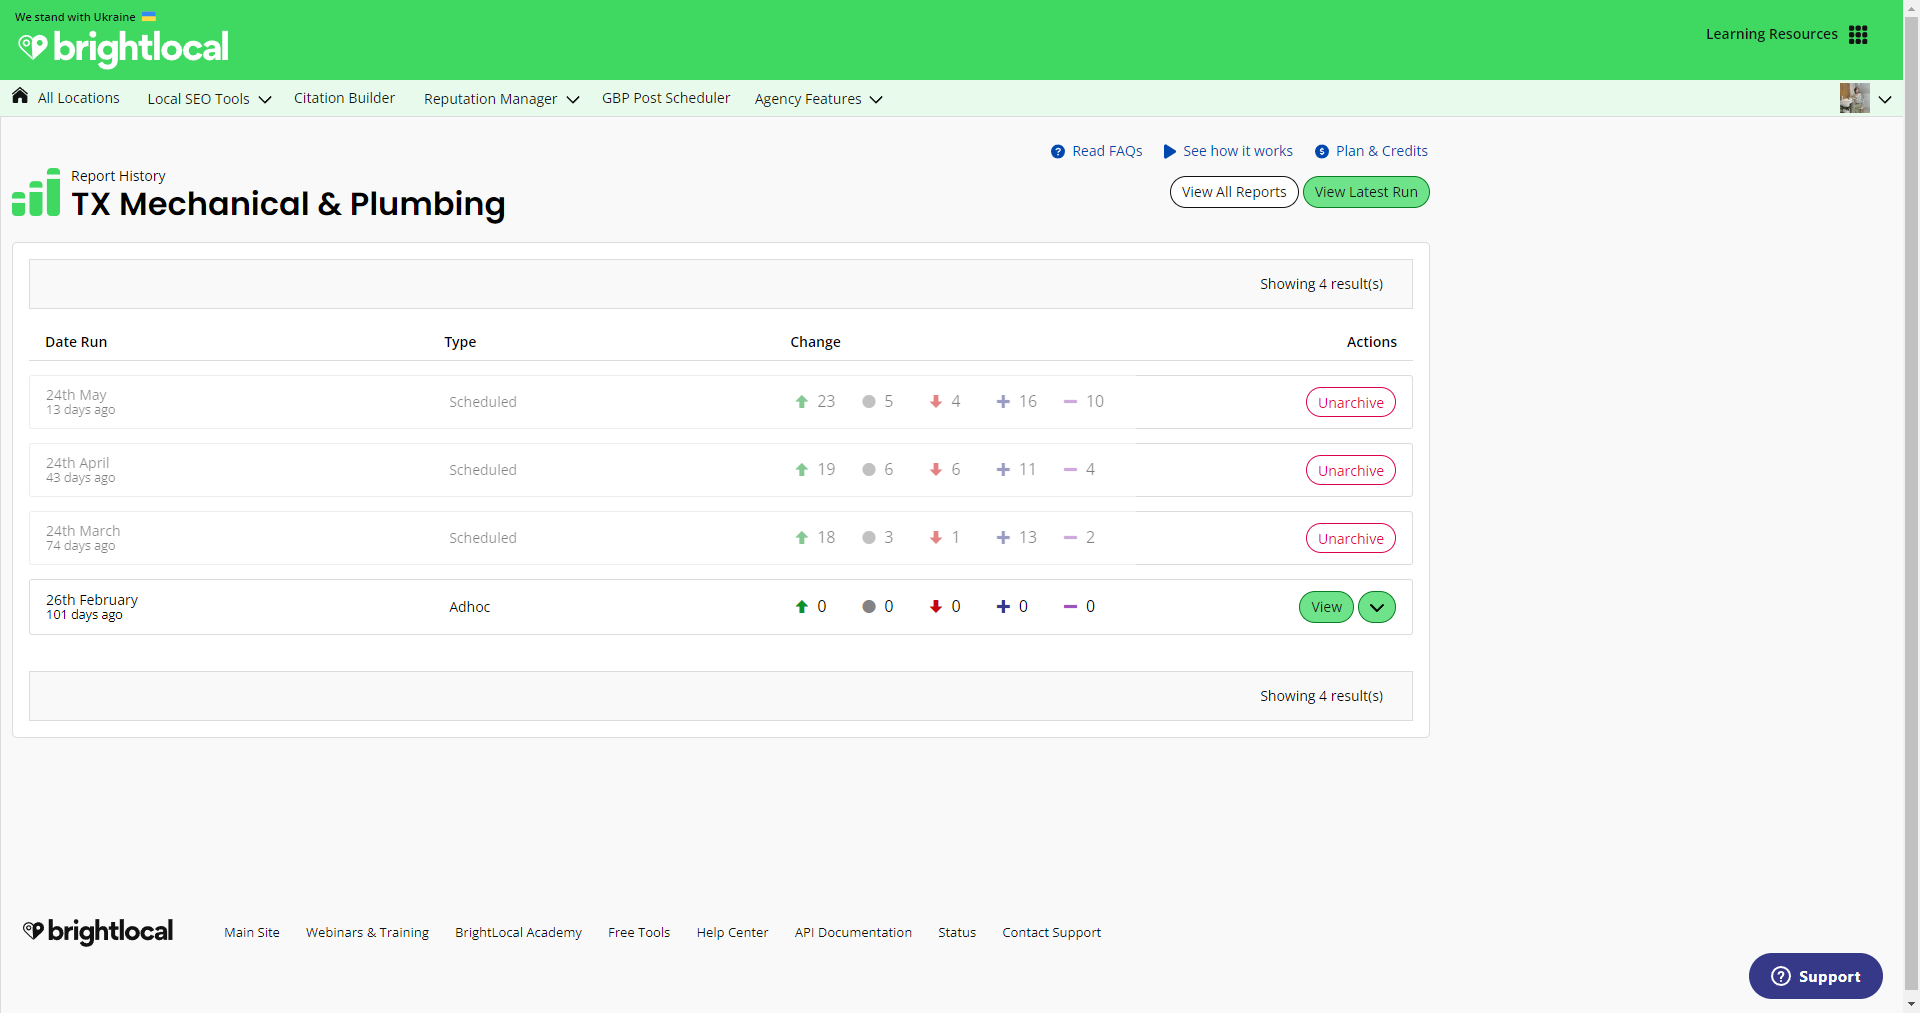 We stand with Ukraine
brightlocal
Learning Resources
All Locations
Local SEO Tools
Citation Builder
Reputation Manager
GBP Post Scheduler
Agency Features
Read FAQs
See how it works
Plan & Credits
Report History
TX Mechanical & Plumbing
View All Reports
View Latest Run
Showing 4 result(s)
Date Run Type Change Actions
24th May
13 days ago
Scheduled 23 5 4 16 10 Unarchive
24th April
43 days ago
Scheduled 19 6 6 11 4 Unarchive
24th March
74 days ago
Scheduled 18 3 1 13 2 Unarchive
26th February
101 days ago
Adhoc 0 0 0 0 0 View
Showing 4 result(s)
brightlocal
Main Site
Webinars & Training
BrightLocal Academy
Free Tools
Help Center
API Documentation
Status
Contact Support
Support